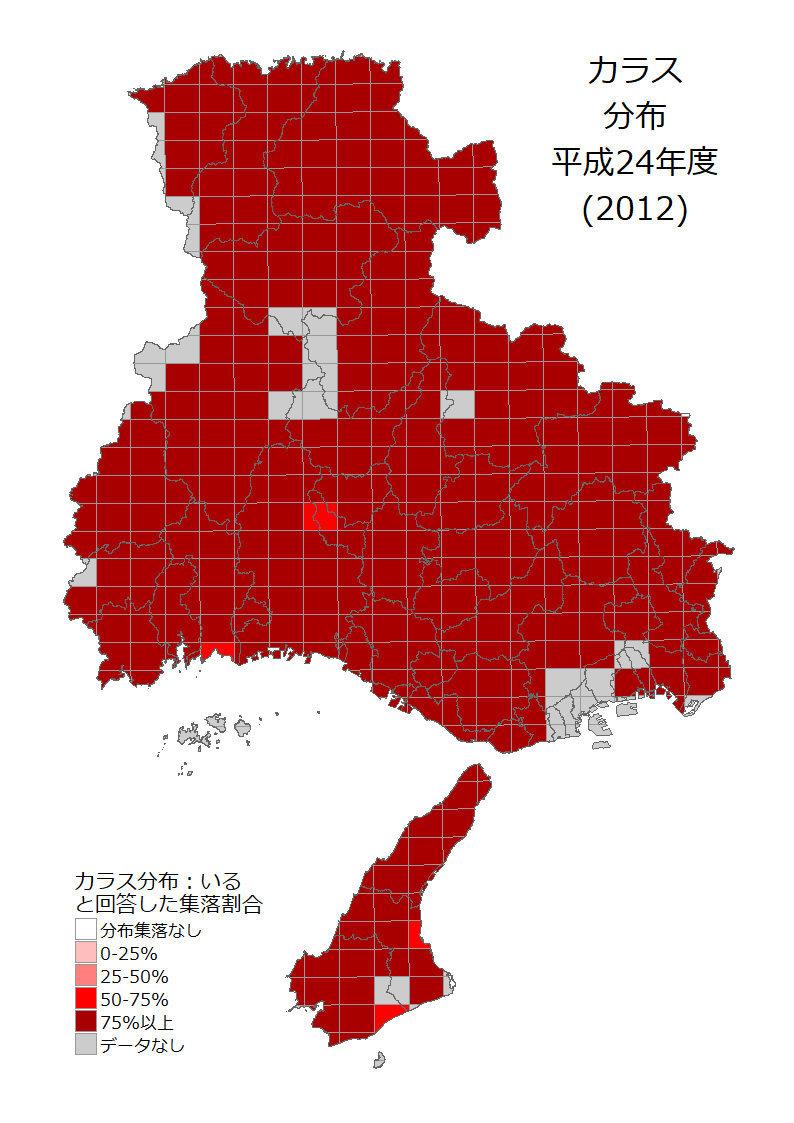 カラス
分布
平成24年度
(2012)
カラス分布：いる
と回答した集落割合
分布集落なし
0-25%
25-50%
50-75%
75%以上
データなし